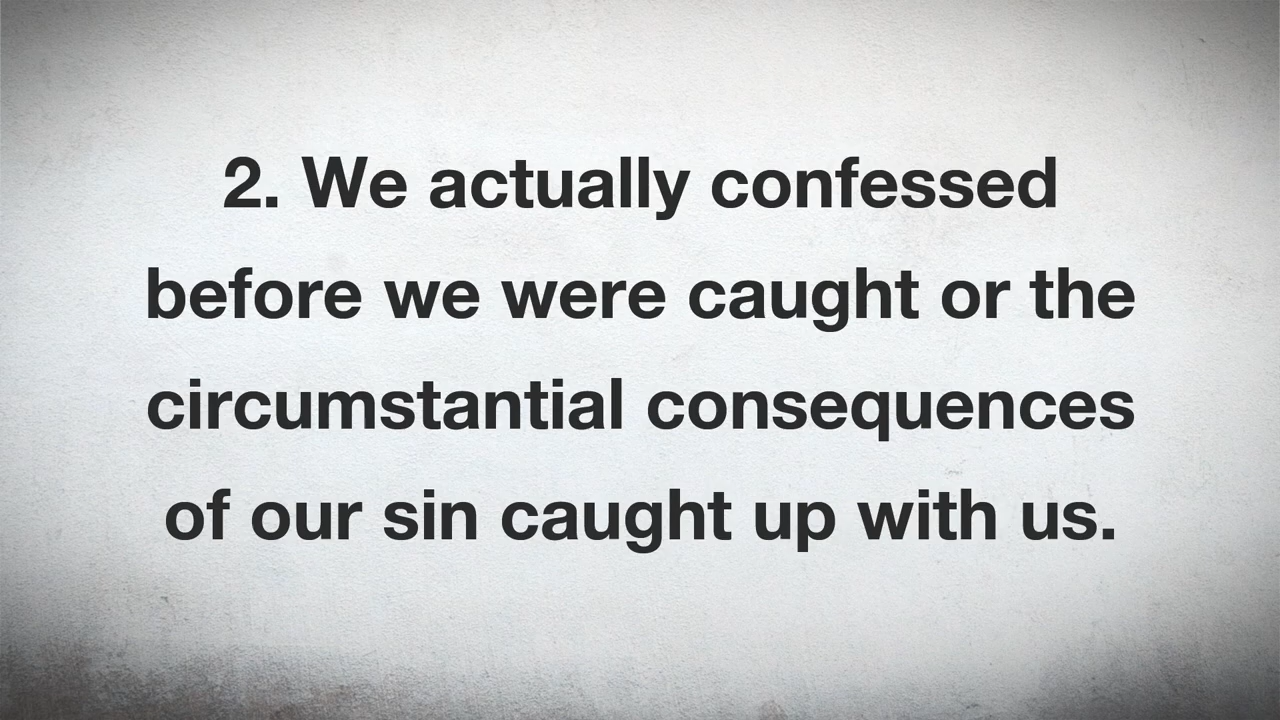 2. We actually confessed
before we were caught or the
circumstantial consequences
of our sin caught up with us.